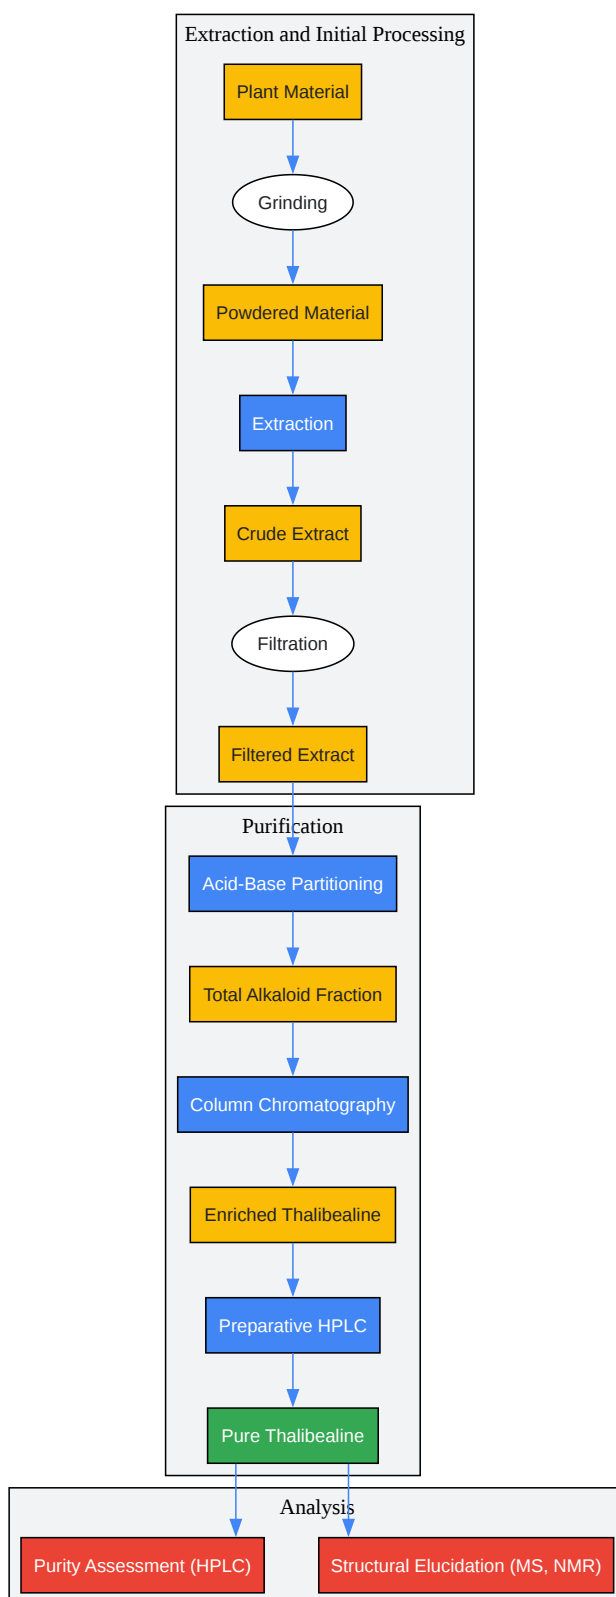 Extraction and Initial Processing
Plant Material
Grinding
Powdered Material
Extraction
Crude Extract
Filtration
Filtered Extract
Purification
Acid-Base Partitioning
Total Alkaloid Fraction
Column Chromatography
Enriched Thalibealine
Preparative HPLC
Pure Thalibealine
Analysis
Purity Assessment (HPLC)
Structural Elucidation (MS, NMR)